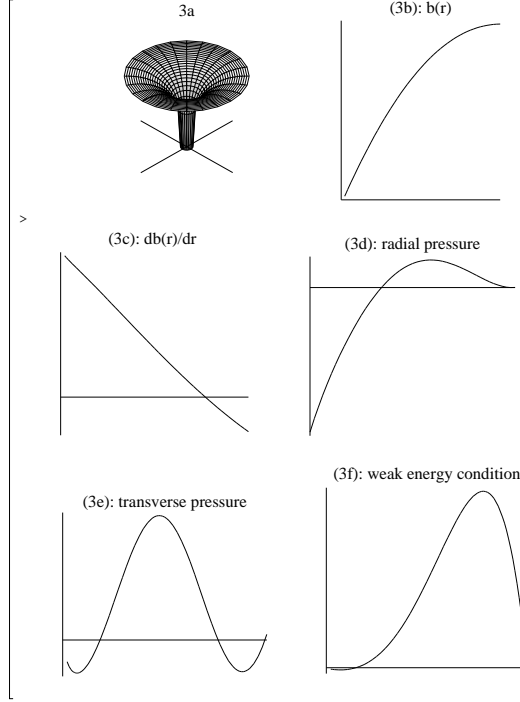 3a
(3b): b(r)
>
(3c): db(r)/dr
(3d): radial pressure
(3e): transverse pressure
(3f): weak energy condition